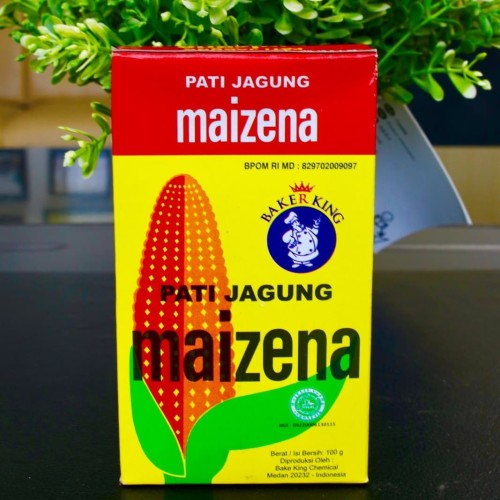 PATI JAGUNG
maizena
BPOM RI MD : 829702009097
BAKER KING
PATI JAGUNG
maizena
Berat / Isi Bersih: 100 g
Diproduksi Oleh :
Bake King Chemical
Medan 20232 - Indonesia